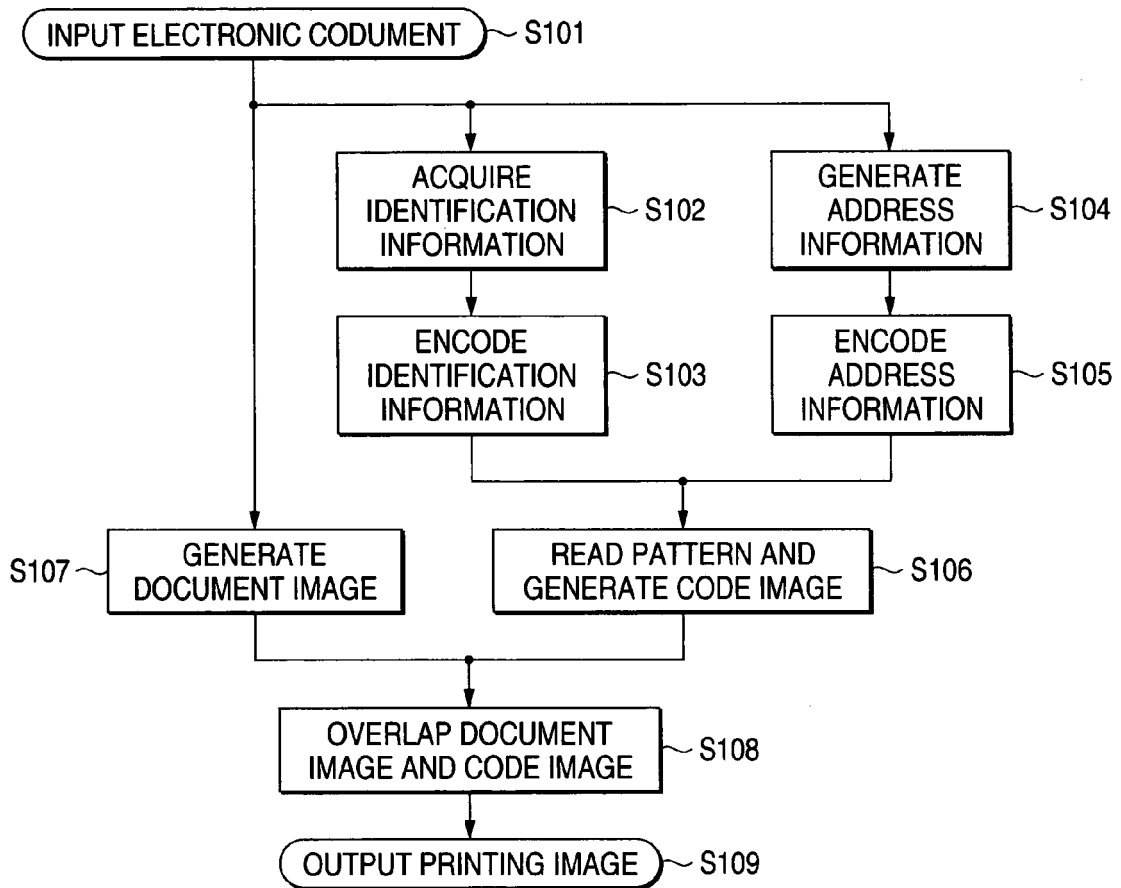 INPUT ELECTRONIC CODUMENT
S101
ACQUIRE
IDENTIFICATION
INFORMATION
S102
GENERATE
ADDRESS
INFORMATION
S104
ENCODE
IDENTIFICATION
INFORMATION
S103
ENCODE
ADDRESS
INFORMATION
S105
S107
GENERATE
DOCUMENT IMAGE
READ PATTERN AND
GENERATE CODE IMAGE
S106
OVERLAP DOCUMENT
IMAGE AND CODE IMAGE
S108
OUTPUT PRINTING IMAGE
S109